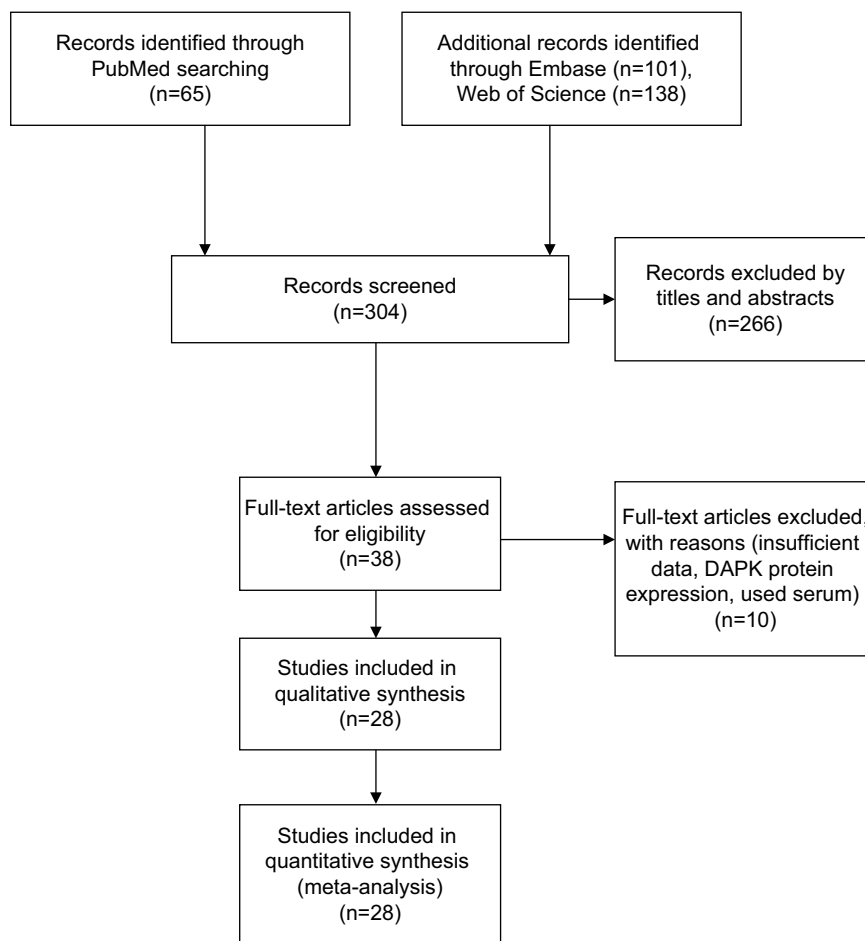 Records identified through
PubMed searching
(n=65)
Additional records identified
through Embase (n=101),
Web of Science (n=138)
Records screened
(n=304)
Records excluded by
titles and abstracts
(n=266)
Full-text articles assessed
for eligibility
(n=38)
Full-text articles excluded,
with reasons (insufficient
data, DAPK protein
expression, used serum)
(n=10)
Studies included in
qualitative synthesis
(n=28)
Studies included in
quantitative synthesis
(meta-analysis)
(n=28)